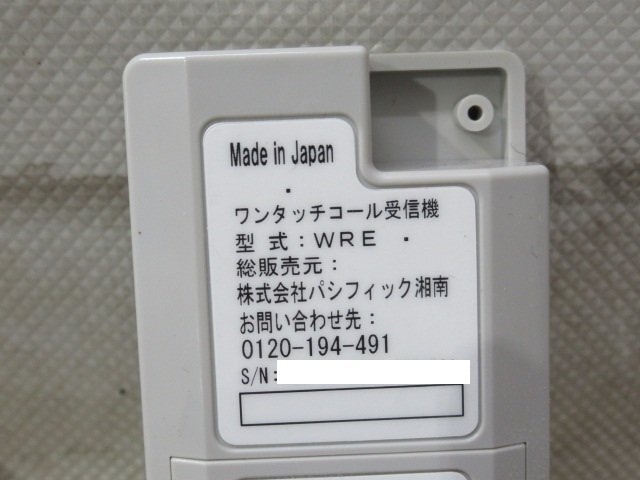 Made in Japan
ワンタッチコール受信機
型 式：ＷＲＥ
総販売元：
株式会社パシフィック湘南
お問い合わせ先：
0120-194-491
S/N: